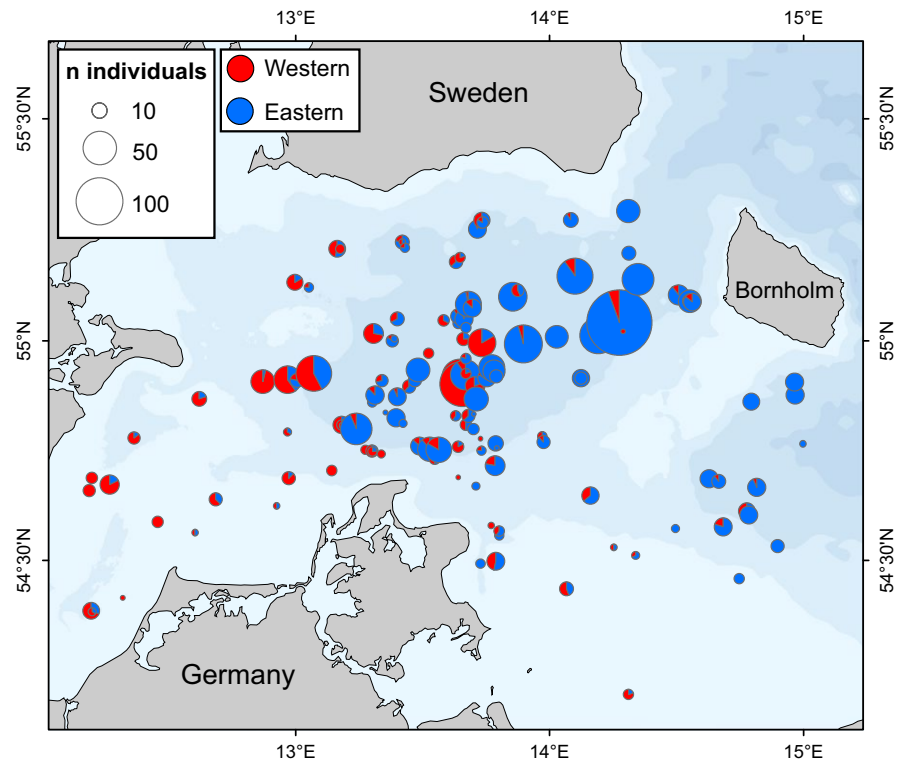 13°E 14°E 15°E
n individuals
10
50
100
Western
Eastern
Sweden
Bornholm
Germany
55°30'N 55°30'N
55°N 55°N
54°30'N 54°30'N
13°E 14°E 15°E